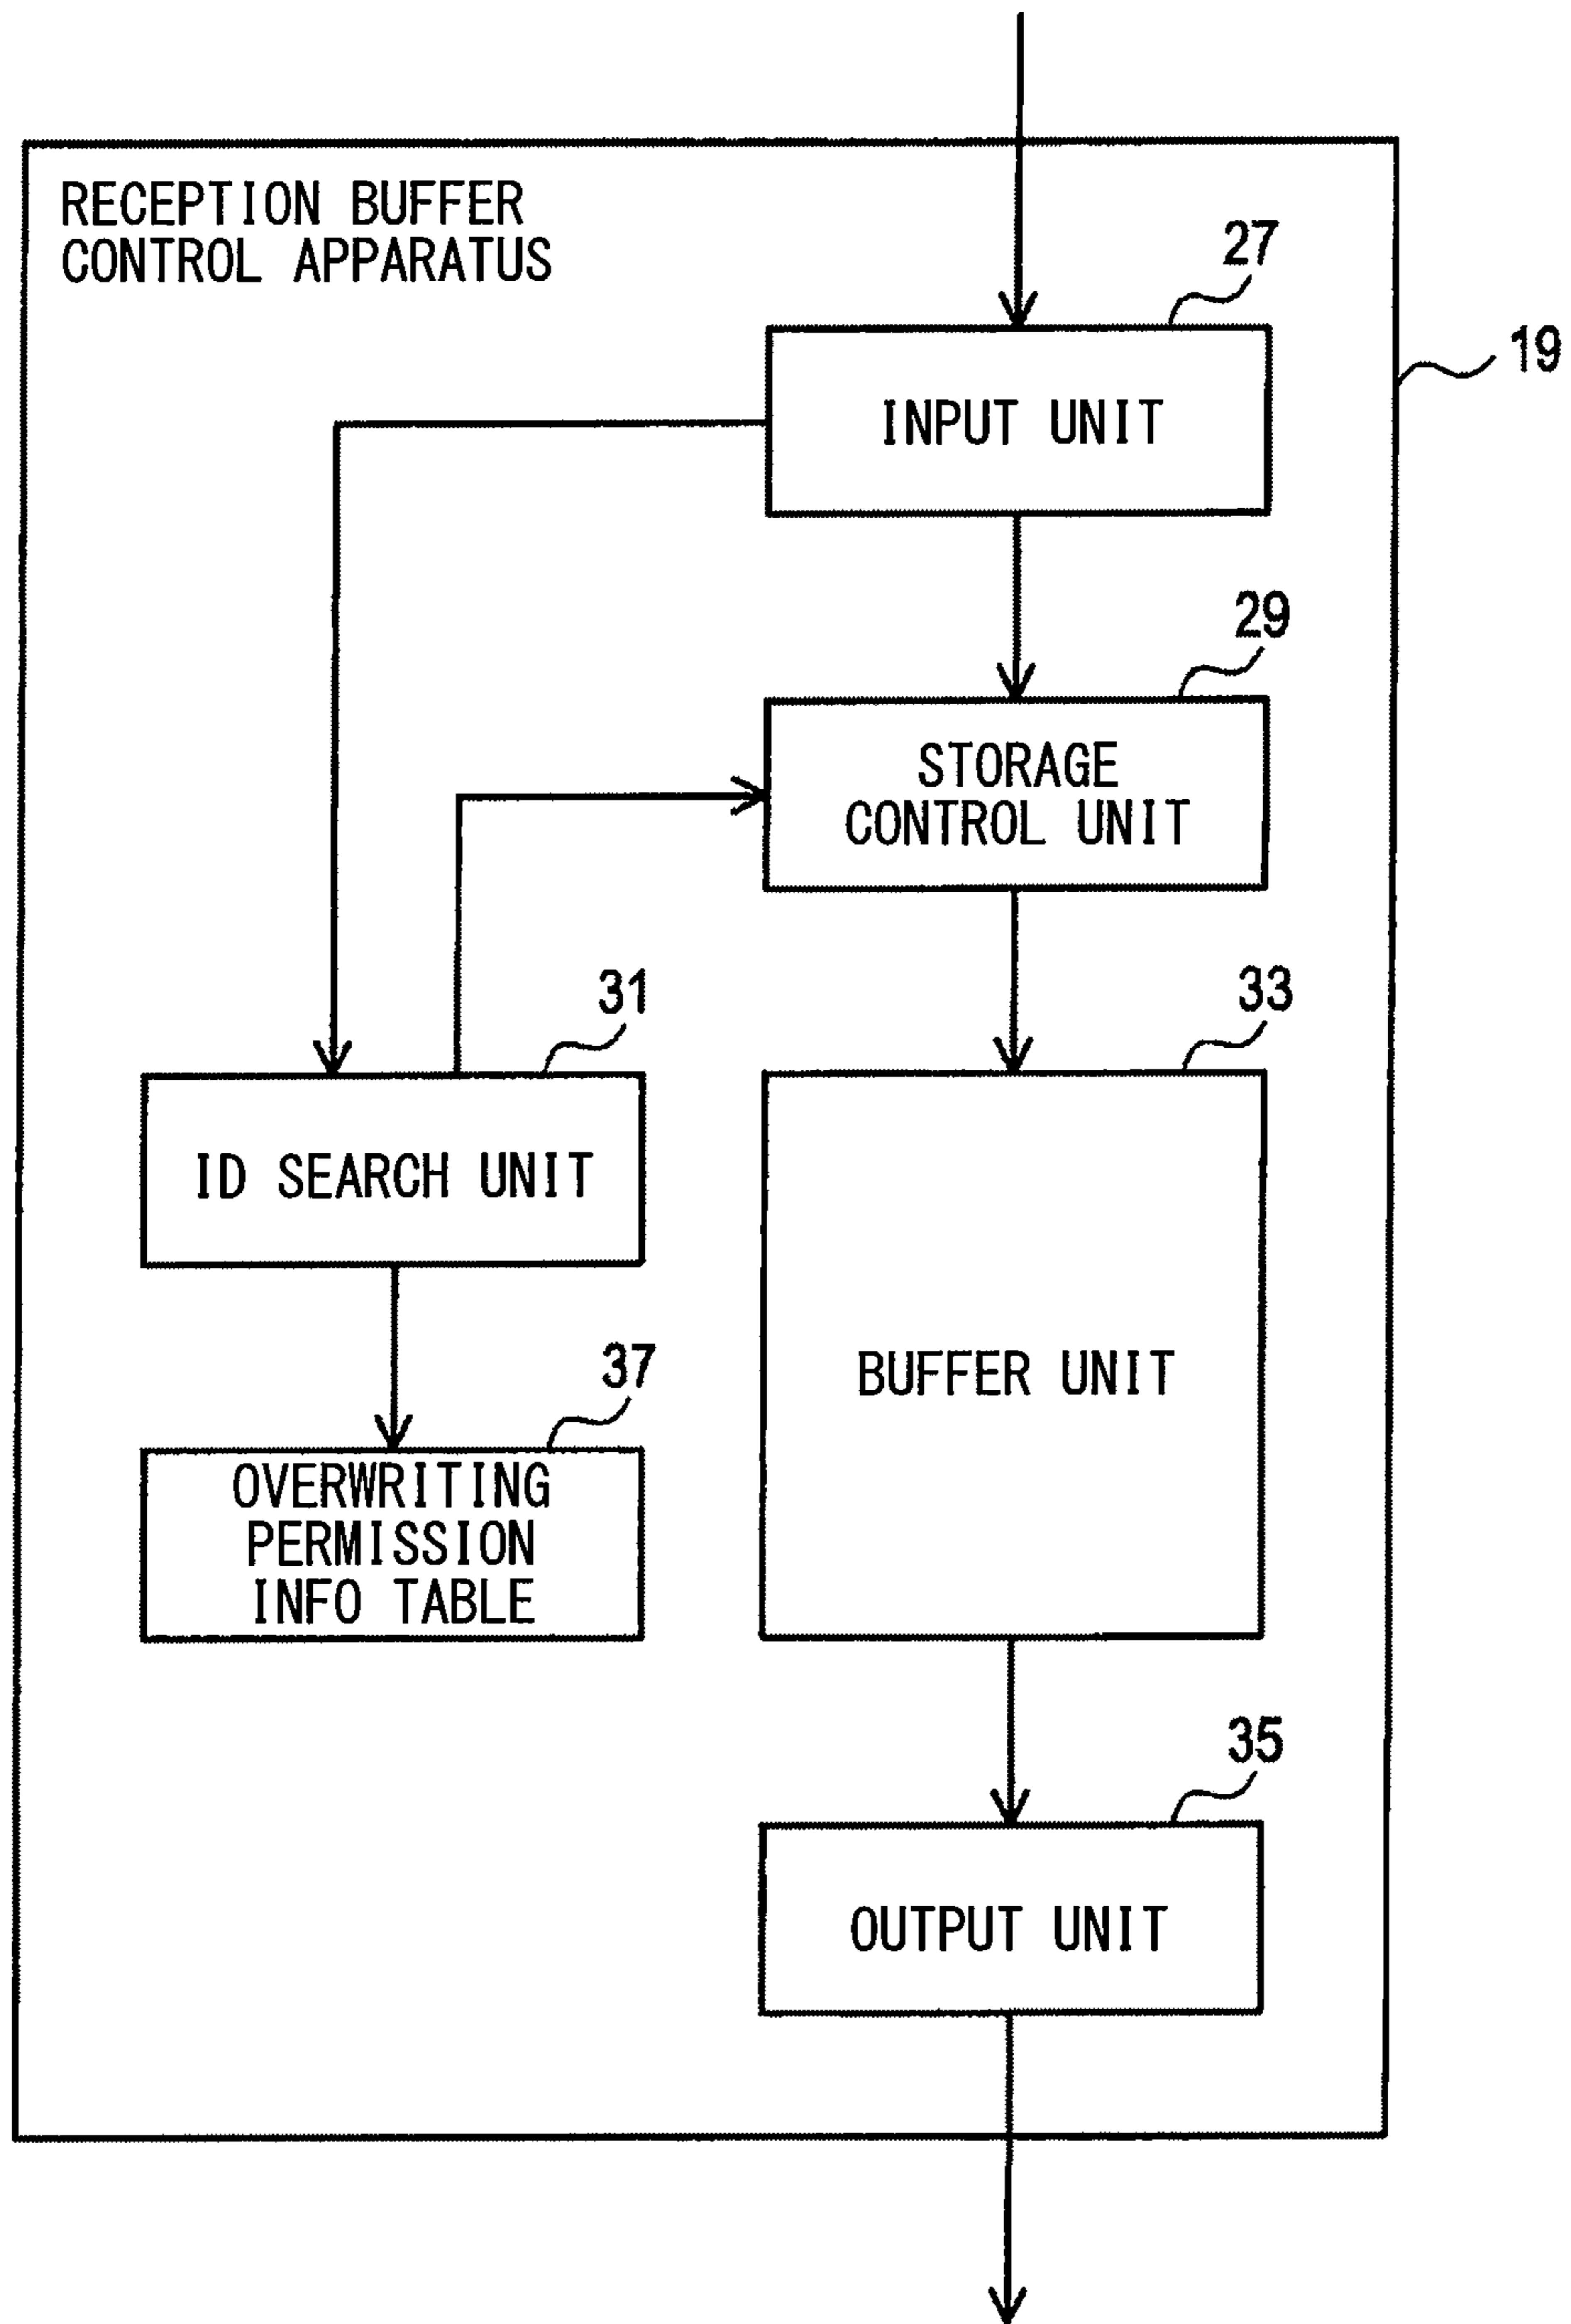 RECEPTION BUFFER
CONTROL APPARATUS
27
19
INPUT UNIT
29
STORAGE
CONTROL UNIT
31
33
ID SEARCH UNIT
BUFFER UNIT
37
OVERWRITING
PERMISSION
INFO TABLE
35
OUTPUT UNIT